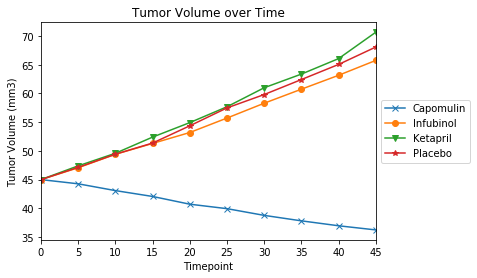 Tumor Volume over Time
Tumor Volume (mm3)
70
65
60
55
50
45
40
35
0 5 10 15 20 25 30 35 40 45
Timepoint
Capomulin
Infubinol
Ketapril
Placebo